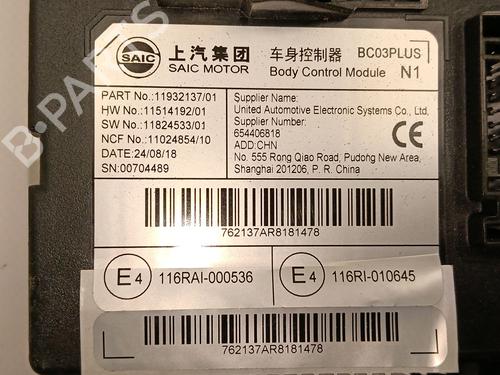 SAIC
上汽集团
SAIC MOTOR
车身控制器 BC03PLUS
Body Control Module N1
PART No.:11932137/01
HW No.:11514192/01
SW No.:11824533/01
NCF No.:11024854/10
DATE:24/08/18
SN:00704489
Supplier Name:
United Automotive Electronic Systems Co., Ltd.
Supplier Number:
654406818
ADD:CHN
No. 555 Rong Qiao Road, Pudohg New Area,
Shanghai 201206, P. R. China
CE
762137AR8181478
E4 116RAI-000536
E4 116RI-010645
762137AR8181478
B-PARTS